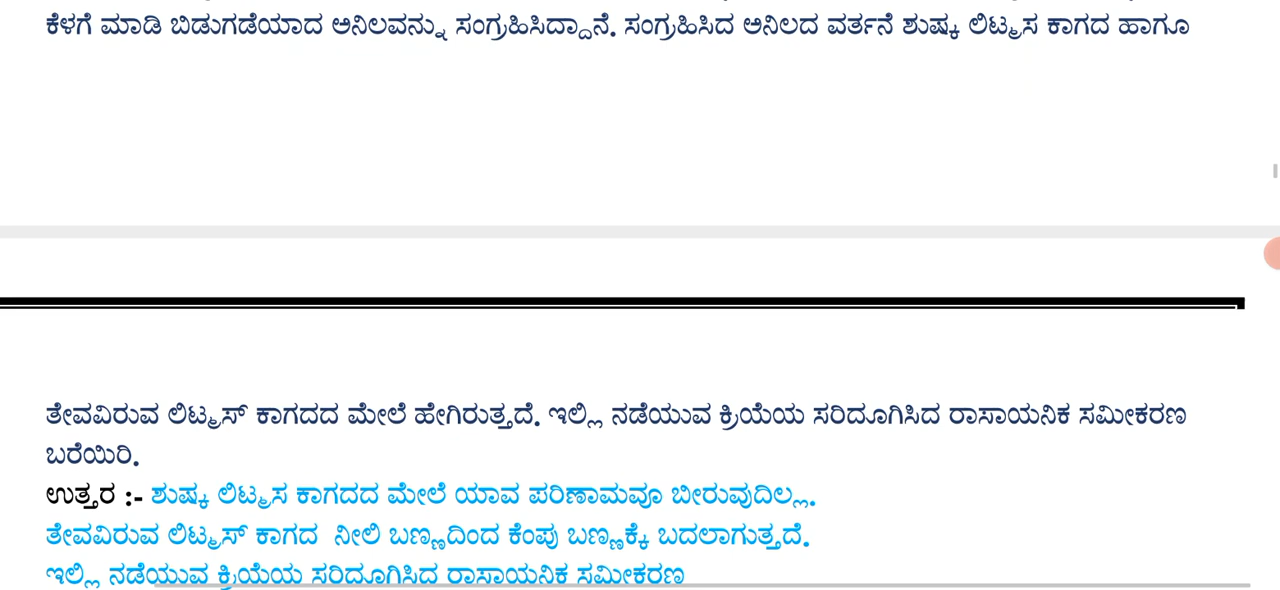 ಕೆಳಗೆ ಮಾಡಿ ಬಿಡುಗಡೆಯಾದ ಅನಿಲವನ್ನು ಸಂಗ್ರಹಿಸಿದ್ದಾನೆ. ಸಂಗ್ರಹಿಸಿದ ಅನಿಲದ ವರ್ತನೆ ಶುಷ್ಕ ಲಿಟ್ಮಸ ಕಾಗದ ಹಾಗೂ
ತೇವವಿರುವ ಲಿಟ್ಮಸ್ ಕಾಗದದ ಮೇಲೆ ಹೇಗಿರುತ್ತದೆ. ಇಲ್ಲಿ ನಡೆಯುವ ಕ್ರಿಯೆಯ ಸರಿದೂಗಿಸಿದ ರಾಸಾಯನಿಕ ಸಮೀಕರಣ
ಬರೆಯಿರಿ.
ಉತ್ತರ :- ಶುಷ್ಕ ಲಿಟ್ಮಸ ಕಾಗದದ ಮೇಲೆ ಯಾವ ಪರಿಣಾಮವೂ ಬೀರುವುದಿಲ್ಲ.
ತೇವವಿರುವ ಲಿಟ್ಮಸ್ ಕಾಗದ ನೀಲಿ ಬಣ್ಣದಿಂದ ಕೆಂಪು ಬಣ್ಣಕ್ಕೆ ಬದಲಾಗುತ್ತದೆ.
ಇಲ್ಲಿ ನಡೆಯುವ ಕ್ರಿಯೆಯ ಸರಿದೂಗಿಸಿದ ರಾಸಾಯನಿಕ ಸಮೀಕರಣ